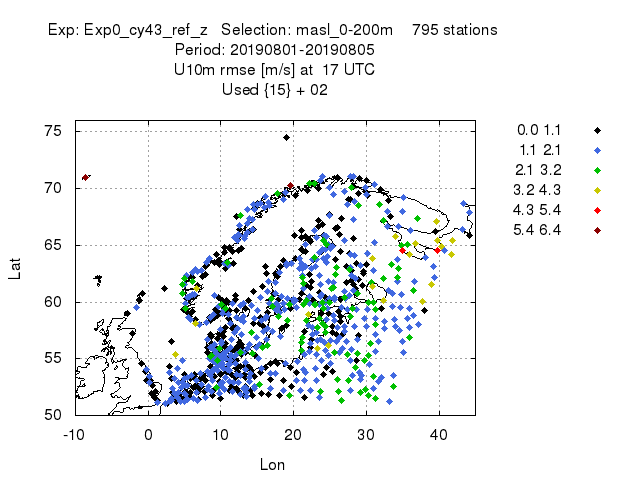 Exp: Exp0_cy43_ref_z Selection: masl_0-200m 795 stations
Period: 20190801-20190805
U10m rmse [m/s] at 17 UTC
Used {15} + 02
0.0 1.1
1.1 2.1
2.1 3.2
3.2 4.3
4.3 5.4
5.4 6.4
75
70
65
60
55
50
Lat
-10 0 10 20 30 40
Lon